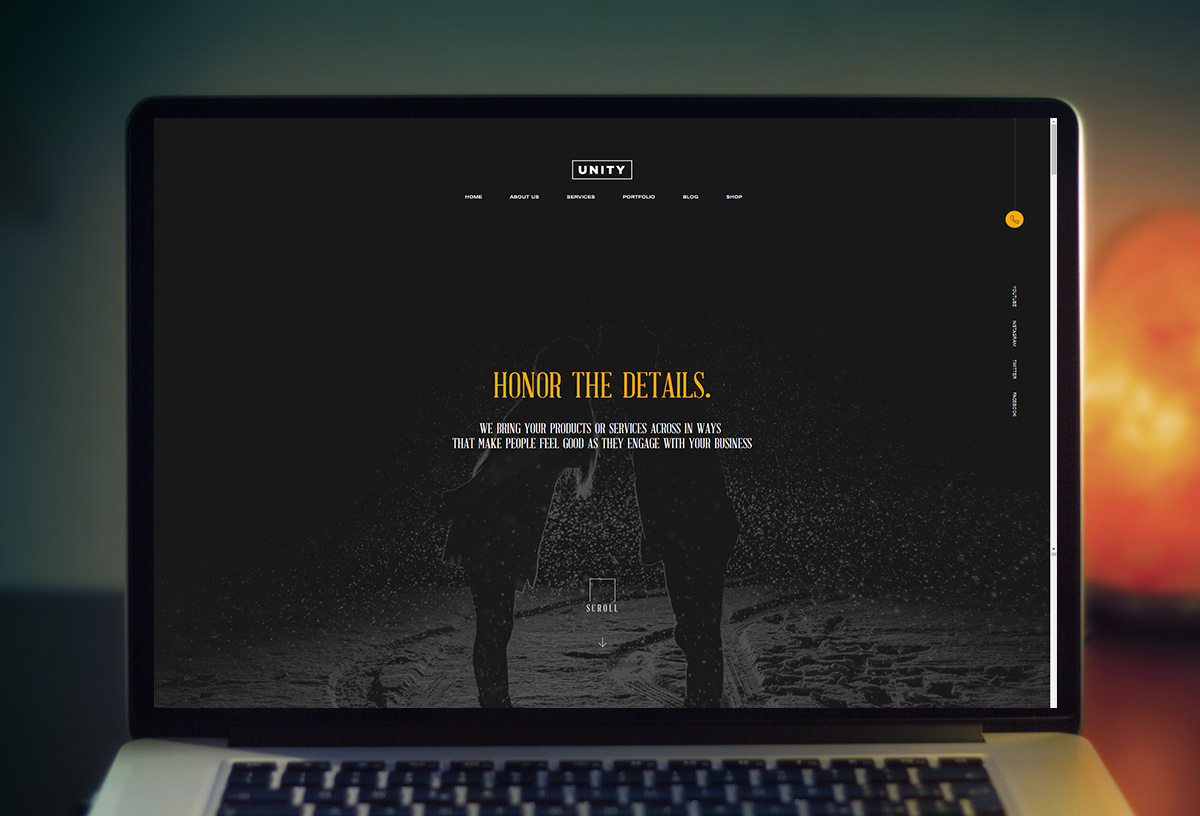 UNITY
HOME ABOUT US SERVICES PORTFOLIO BLOG SHOP
YOUTUBE
INSTAGRAM
TWITTER
FACEBOOK
HONOR THE DETAILS.
WE BRING YOUR PRODUCTS OR SERVICES ACROSS IN WAYS
THAT MAKE PEOPLE FEEL GOOD AS THEY ENGAGE WITH YOUR BUSINESS
SCROLL